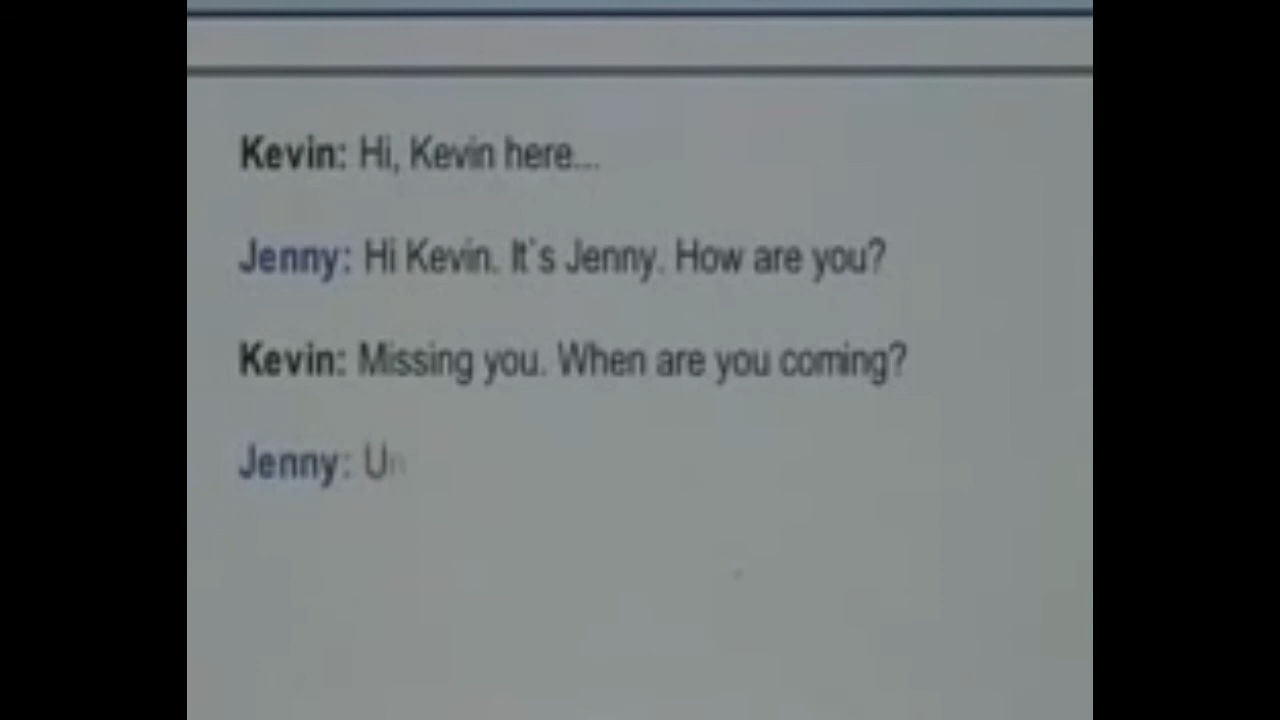 Kevin: Hi, Kevin here...
Jenny: Hi Kevin. It`s Jenny. How are you?
Kevin: Missing you. When are you coming?
Jenny: Un